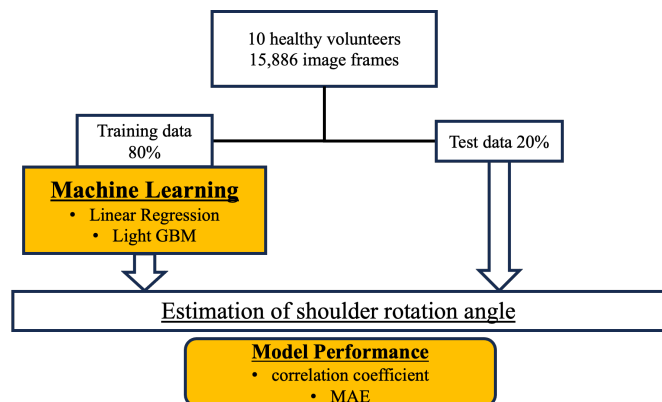 10 healthy volunteers
15,886 image frames
Training data
80%
Test data 20%
Machine Learning
• Linear Regression
• Light GBM
Estimation of shoulder rotation angle
Model Performance
• correlation coefficient
• MAE